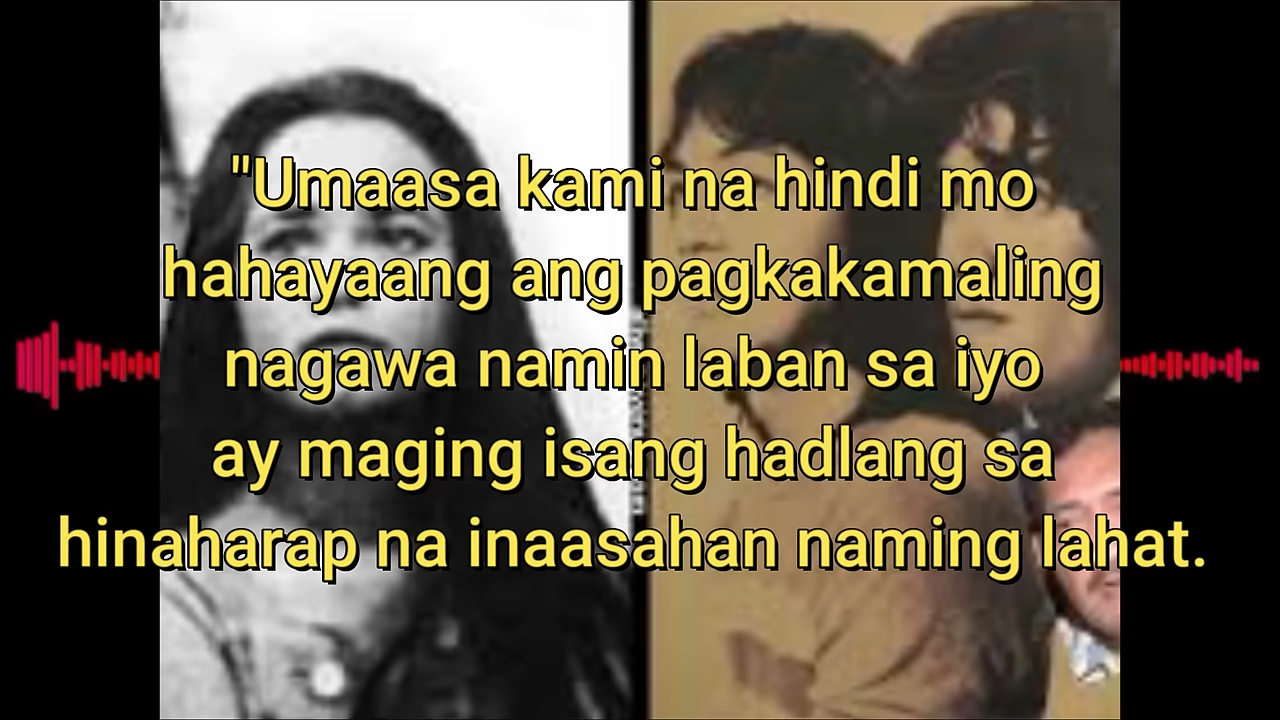 "Umaasa kami na hindi mo
hahayaang ang pagkakamaling
nagawa namin laban sa iyo
ay maging isang hadlang sa
hinaharap na inaasahan naming lahat.